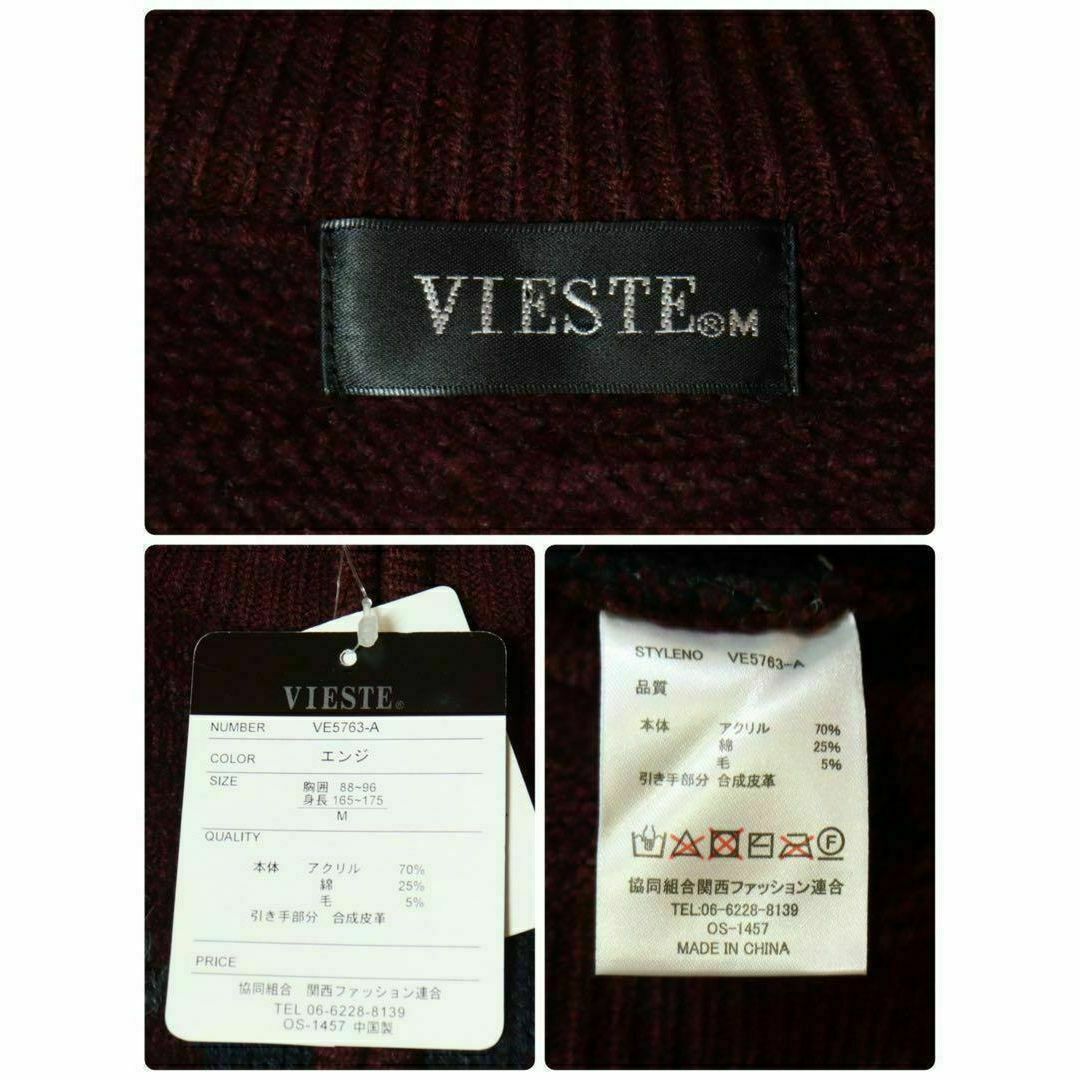 VIESTE® M
VIESTE®
NUMBER VE5763-A
COLOR エンジ
SIZE 胸囲 88~96
身長 165~175
M
QUALITY
本体 アクリル 70%
綿 25%
毛 5%
引き手部分 合成皮革
PRICE
協同組合 関西ファッション連合
TEL 06-6228-8139
OS-1457 中国製
STYLENO VE5763-A
品質
本体 アクリル 70%
綿 25%
毛 5%
引き手部分 合成皮革
F
協同組合関西ファッション連合
TEL:06-6228-8139
OS-1457
MADE IN CHINA